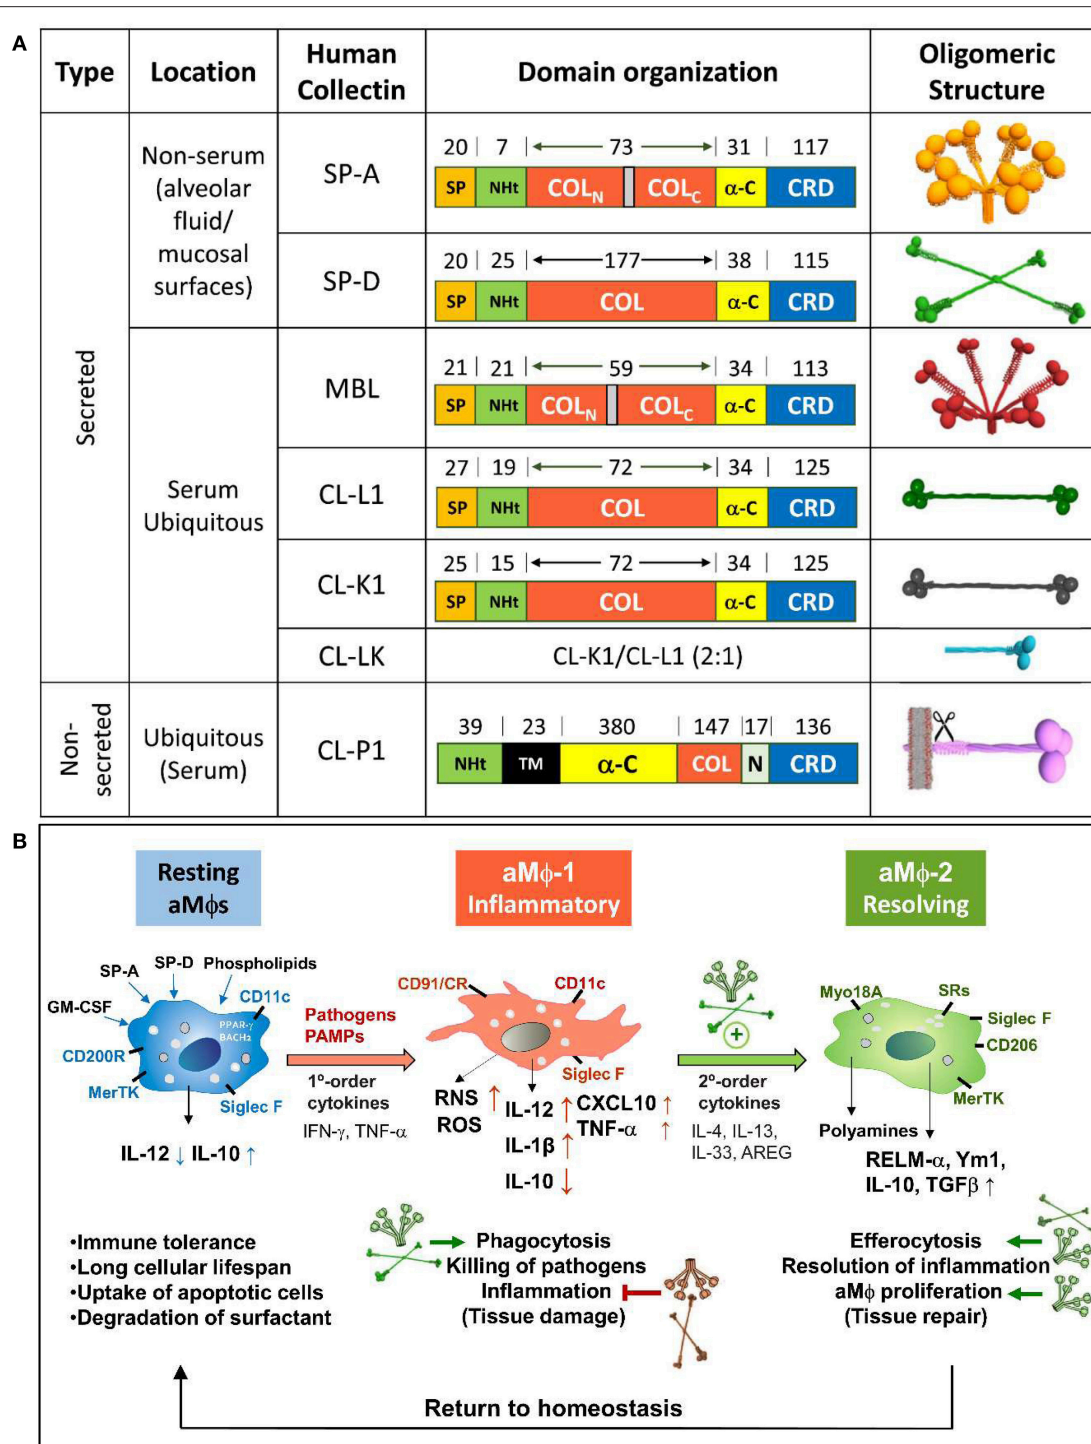 A
Type
Location
Human
Collectin
Domain organization
Oligomeric
Structure
Secreted
Non-serum
(alveolar
fluid/
mucosal
surfaces)
SP-A
20 | 7 | 73 | 31 | 117
SP NHt COLN COLC α-C CRD
SP-D
20 | 25 | 177 | 38 | 115
SP NHt COL α-C CRD
Serum
Ubiquitous
MBL
21 | 21 | 59 | 34 | 113
SP NHt COLN COLC α-C CRD
CL-L1
27 | 19 | 72 | 34 | 125
SP NHt COL α-C CRD
CL-K1
25 | 15 | 72 | 34 | 125
SP NHt COL α-C CRD
CL-LK
CL-K1/CL-L1 (2:1)
Non-
secreted
Ubiquitous
(Serum)
CL-P1
39 | 23 | 380 | 147 |17| 136
NHt TM α-C COL N CRD
B
Resting
aMϕs
aMϕ-1
Inflammatory
aMϕ-2
Resolving
SP-A
SP-D
Phospholipids
GM-CSF
CD11c
PPAR-γ
BACH2
CD200R
MerTK
Siglec F
IL-12 ↓ IL-10 ↑
Pathogens
PAMPs
1º-order
cytokines
IFN-γ, TNF-α
CD91/CR
CD11c
Siglec F
RNS ↑
ROS
IL-12 ↑
IL-1β ↑
IL-10 ↓
CXCL10 ↑
TNF-α ↑
+
2º-order
cytokines
IL-4, IL-13,
IL-33, AREG
Myo18A
SRs
Siglec F
CD206
MerTK
Polyamines
RELM-α, Ym1,
IL-10, TGFβ ↑
•Immune tolerance
•Long cellular lifespan
•Uptake of apoptotic cells
•Degradation of surfactant
Phagocytosis
Killing of pathogens
Inflammation
(Tissue damage)
Efferocytosis
Resolution of inflammation
aMϕ proliferation
(Tissue repair)
Return to homeostasis